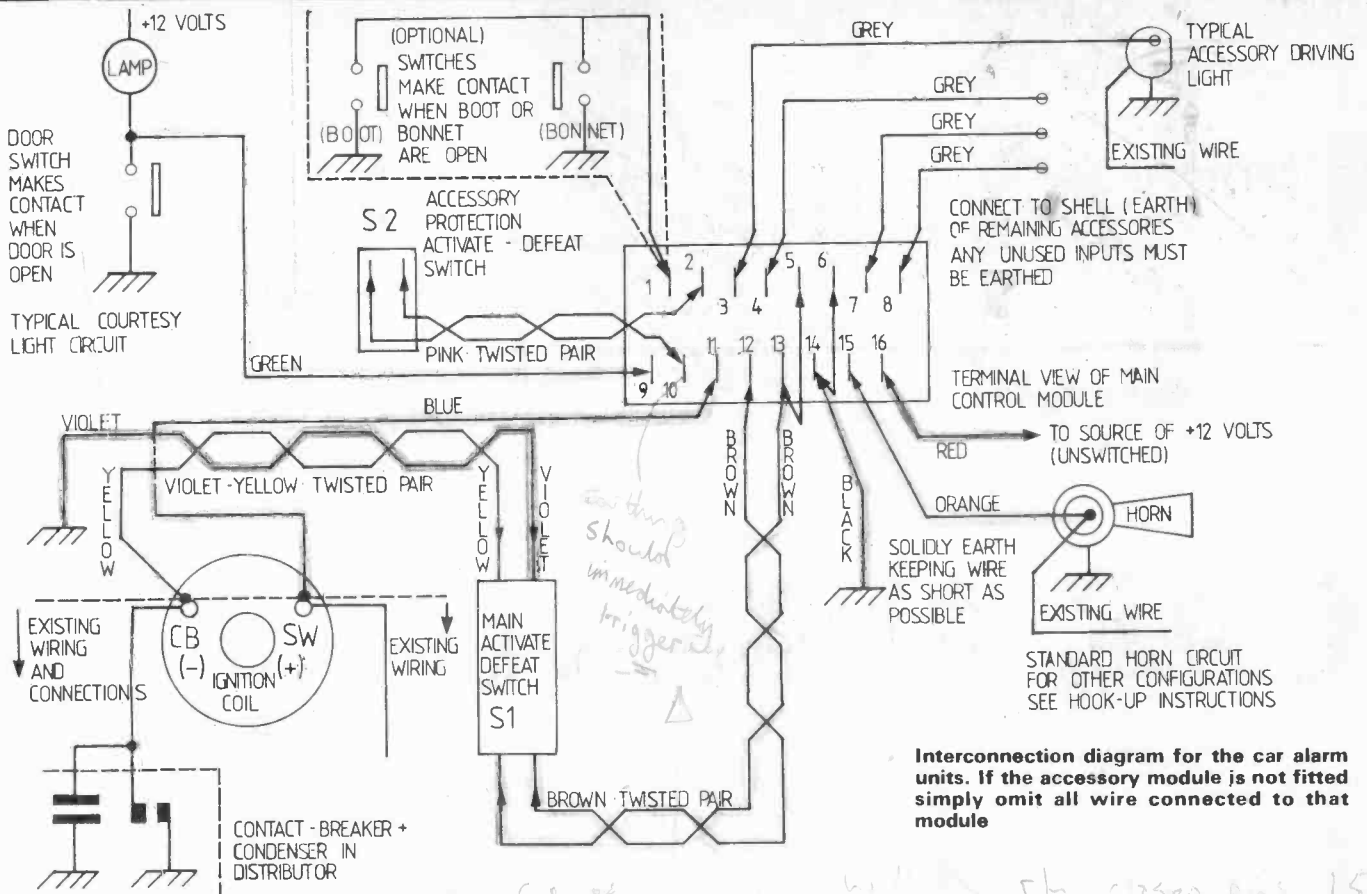 +12 VOLTS
LAMP
DOOR
SWITCH
MAKES
CONTACT
WHEN
DOOR IS
OPEN
TYPICAL COURTESY
LIGHT CIRCUIT
(OPTIONAL)
SWITCHES
MAKE CONTACT
WHEN BOOT OR
BONNET
ARE OPEN
(BOOT)
(BONNET)
S2
ACCESSORY
PROTECTION
ACTIVATE - DEFEAT
SWITCH
PINK TWISTED PAIR
GREEN
GREY
GREY
GREY
GREY
TYPICAL
ACCESSORY DRIVING
LIGHT
EXISTING WIRE
CONNECT TO SHELL (EARTH)
OF REMAINING ACCESSORIES
ANY UNUSED INPUTS MUST
BE EARTHED
1 2 3 4 5 6 7 8
9 10 11 12 13 14 15 16
TERMINAL VIEW OF MAIN
CONTROL MODULE
BLUE
VIOLET
YELLOW
VIOLET-YELLOW TWISTED PAIR
YELLOW
VIOLET
BROWN
BROWN
BLACK
RED
TO SOURCE OF +12 VOLTS
(UNSWITCHED)
ORANGE
HORN
SOLIDLY EARTH
KEEPING WIRE
AS SHORT AS
POSSIBLE
EXISTING WIRE
STANDARD HORN CIRCUIT
FOR OTHER CONFIGURATIONS
SEE HOOK-UP INSTRUCTIONS
should
immediately
trigger
EXISTING
WIRING
AND
CONNECTIONS
CB
(-)
SW
(+)
IGNITION
COIL
EXISTING
WIRING
MAIN
ACTIVATE
DEFEAT
SWITCH
S1
BROWN TWISTED PAIR
CONTACT-BREAKER +
CONDENSER IN
DISTRIBUTOR
Interconnection diagram for the car alarm
units. If the accessory module is not fitted
simply omit all wire connected to that
module